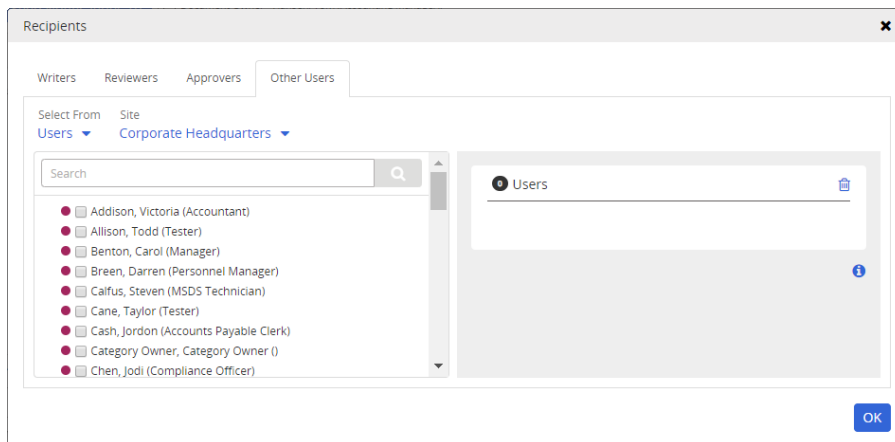 Recipients
Writers Reviewers Approvers Other Users
Select From Site
Users Corporate Headquarters
Search
0 Users
Addison, Victoria (Accountant)
Allison, Todd (Tester)
Benton, Carol (Manager)
Breen, Darren (Personnel Manager)
Calfus, Steven (MSDS Technician)
Cane, Taylor (Tester)
Cash, Jordon (Accounts Payable Clerk)
Category Owner, Category Owner ()
Chen, Jodi (Compliance Officer)
OK